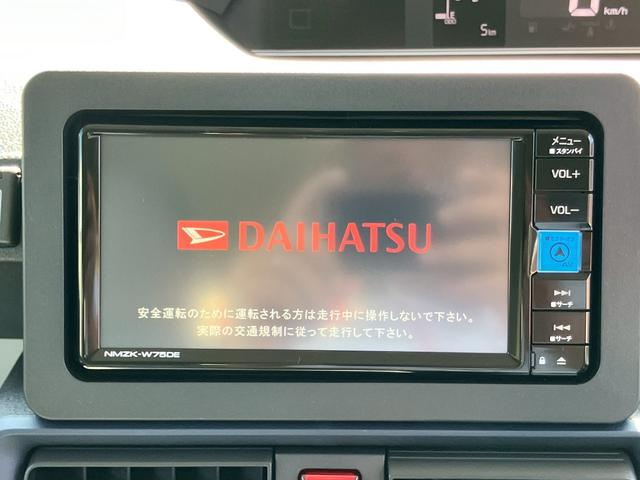 E
5km
0 km/h
メニュー
スタンバイ
VOL+
VOL−
DAIHATSU
安全運転のために運転される方は走行中に操作しないで下さい。
実際の交通規制に従って走行して下さい。
サーチ
サーチ
NMZK-W75DE